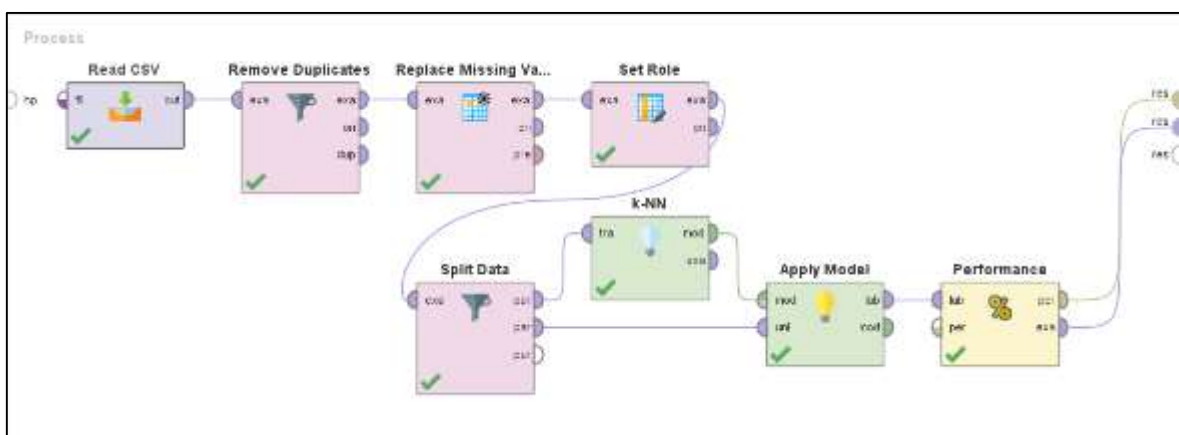 Process
Read CSV
Remove Duplicates
Replace Missing Va...
Set Role
inp
fil
out
exa
exa
ori
dup
exa
exa
ori
pre
exa
exa
ori
res
res
res
k-NN
tra
mod
exa
Split Data
exa
par
par
par
Apply Model
mod
unl
lab
mod
Performance
lab
per
%
per
exa